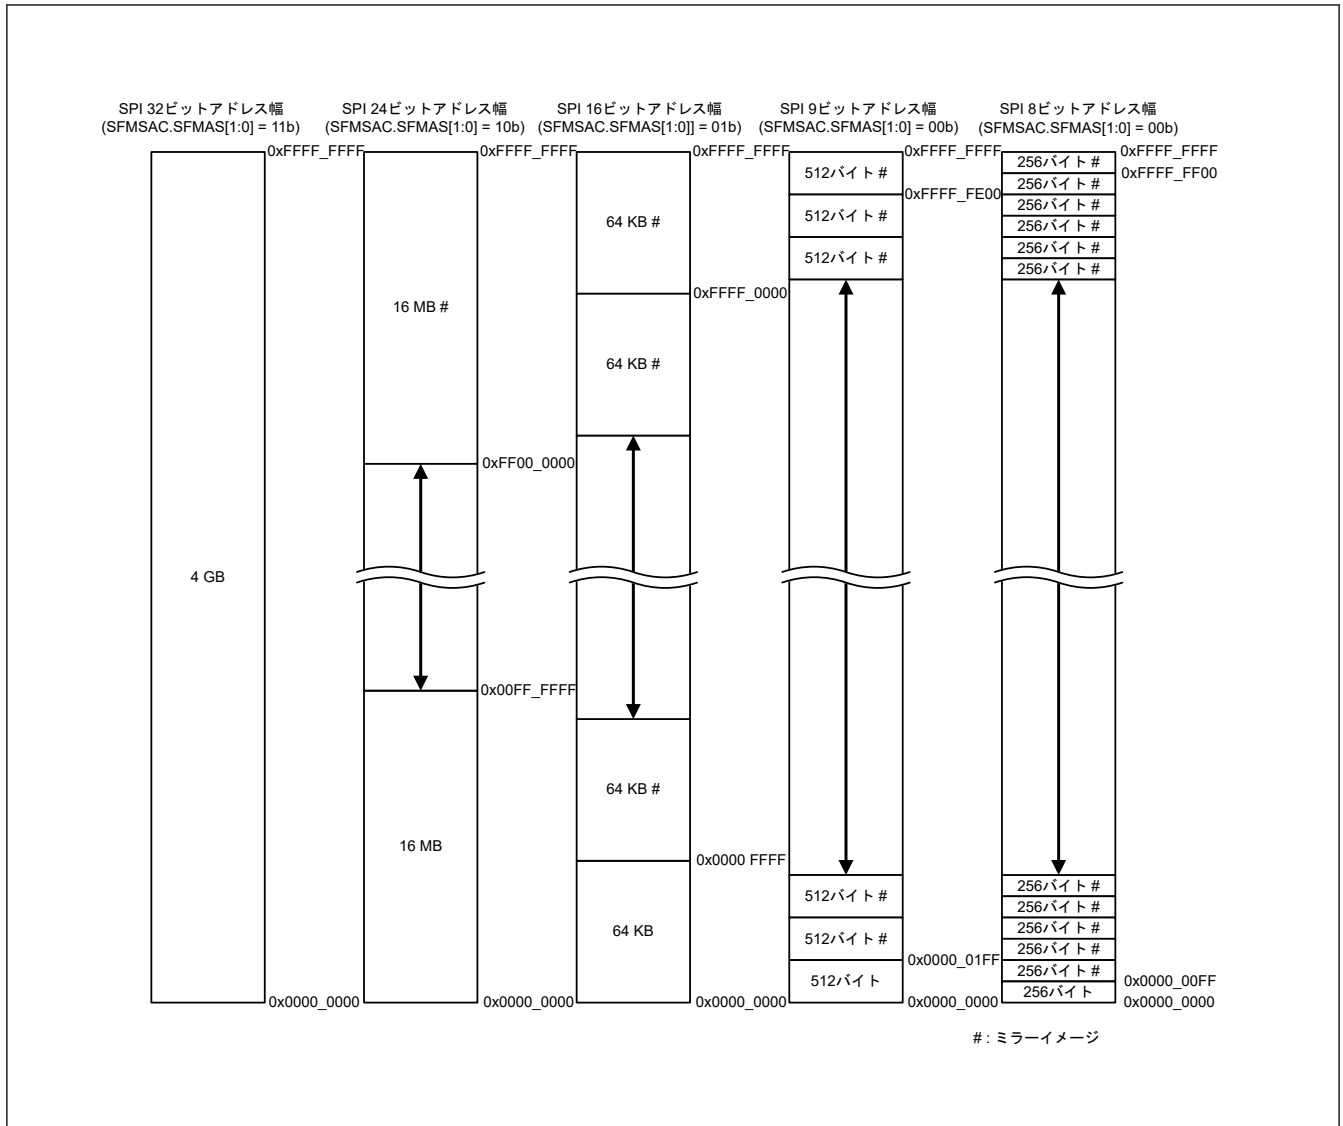 SPI 32ビットアドレス幅
(SFMSAC.SFMAS[1:0] = 11b)
0xFFFF_FFFF
4 GB
0x0000_0000
SPI 24ビットアドレス幅
(SFMSAC.SFMAS[1:0] = 10b)
0xFFFF_FFFF
16 MB #
0xFF00_0000
0x00FF_FFFF
16 MB
0x0000_0000
SPI 16ビットアドレス幅
(SFMSAC.SFMAS[1:0]] = 01b)
0xFFFF_FFFF
64 KB #
0xFFFF_0000
64 KB #
64 KB #
0x0000 FFFF
64 KB
0x0000_0000
SPI 9ビットアドレス幅
(SFMSAC.SFMAS[1:0] = 00b)
0xFFFF_FFFF
512バイト #
0xFFFF_FE00
512バイト #
512バイト #
512バイト #
512バイト #
0x0000_01FF
512バイト
0x0000_0000
SPI 8ビットアドレス幅
(SFMSAC.SFMAS[1:0] = 00b)
0xFFFF_FFFF
256バイト #
0xFFFF_FF00
256バイト #
256バイト #
256バイト #
256バイト #
256バイト #
256バイト #
256バイト #
256バイト #
256バイト #
256バイト #
0x0000_00FF
256バイト
0x0000_0000
# : ミラーイメージ